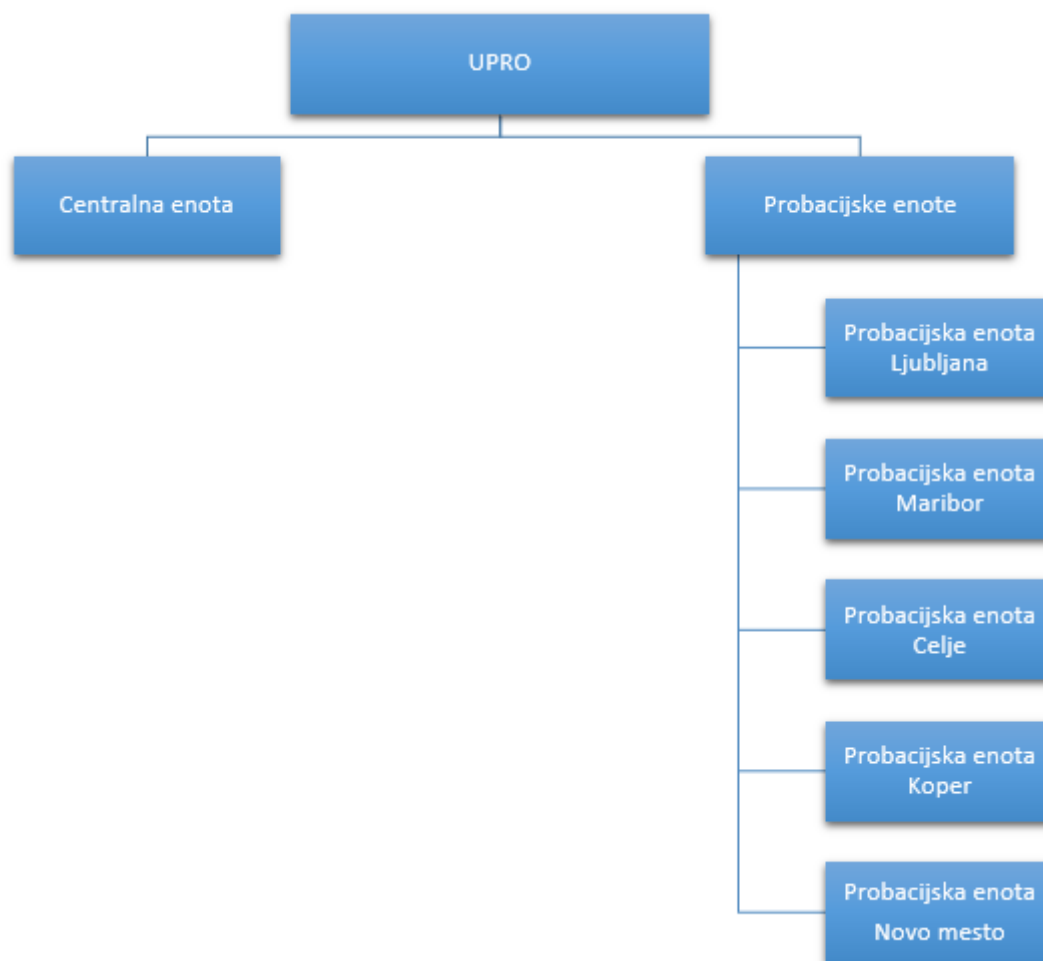 UPRO
Centralna enota
Probacijske enote
Probacijska enota
Ljubljana
Probacijska enota
Maribor
Probacijska enota
Celje
Probacijska enota
Koper
Probacijska enota
Novo mesto